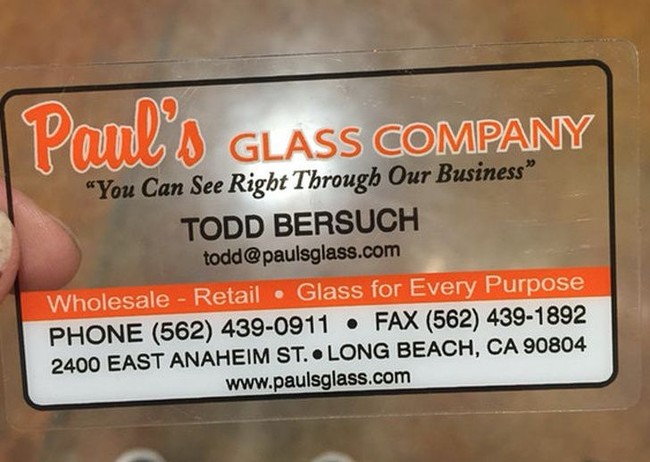 Paul's GLASS COMPANY
"You Can See Right Through Our Business"
TODD BERSUCH
todd@paulsglass.com
Wholesale - Retail • Glass for Every Purpose
PHONE (562) 439-0911 • FAX (562) 439-1892
2400 EAST ANAHEIM ST. • LONG BEACH, CA 90804
www.paulsglass.com